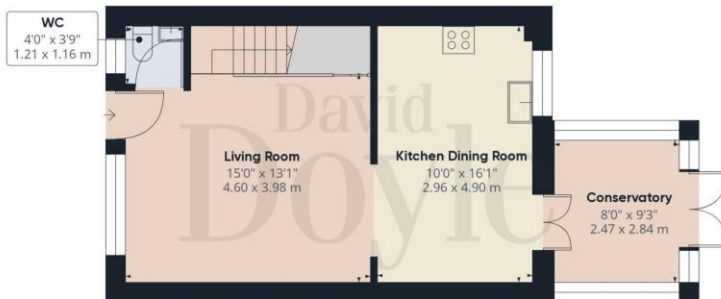 WC
4'0" x 3'9"
1.21 x 1.16 m
David
Doyle
Living Room
15'0" x 13'1"
4.60 x 3.98 m
Kitchen Dining Room
10'0" x 16'1"
2.96 x 4.90 m
Conservatory
8'0" x 9'3"
2.47 x 2.84 m